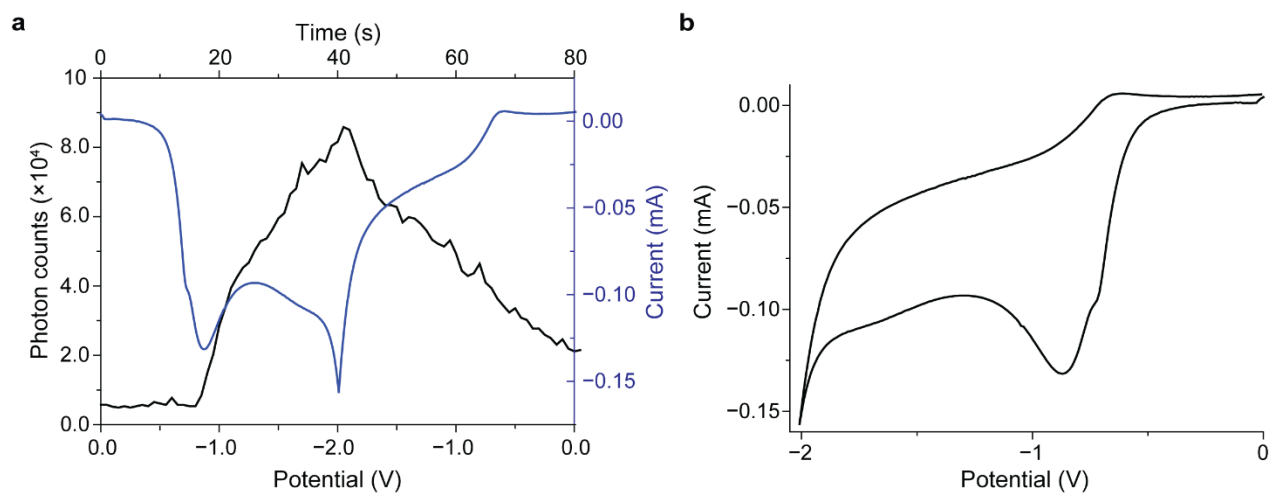 a
Time (s)
0 20 40 60 80
10
8.0
6.0
4.0
2.0
0.0
Photon counts (×10⁴)
0.00
−0.05
−0.10
−0.15
Current (mA)
0.0 −1.0 −2.0 −1.0 0.0
Potential (V)
b
0.00
−0.05
−0.10
−0.15
Current (mA)
−2 −1 0
Potential (V)